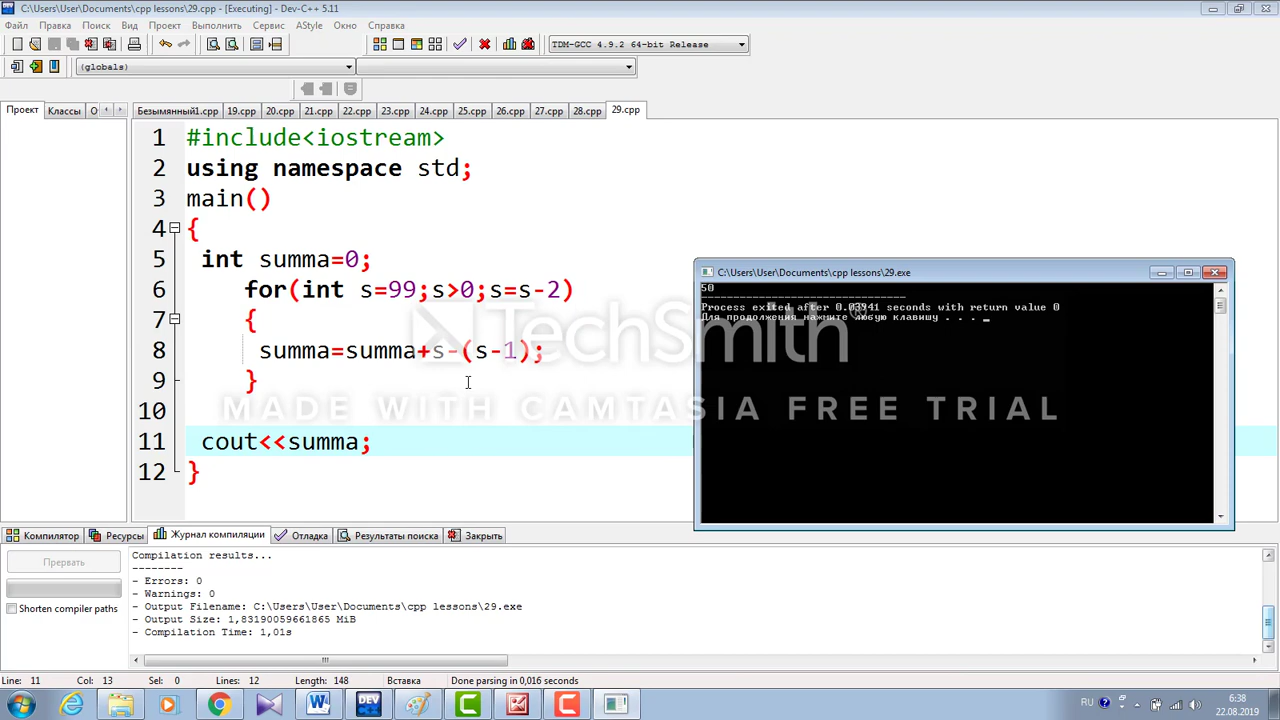 C:\Users\User\Documents\cpp lessons\29.cpp - [Executing] - Dev-C++ 5.11
Файл Правка Поиск Вид Проект Выполнить Сервис AStyle Окно Справка
TDM-GCC 4.9.2 64-bit Release
(globals)
Проект Классы О Безымянный1.cpp 19.cpp 20.cpp 21.cpp 22.cpp 23.cpp 24.cpp 25.cpp 26.cpp 27.cpp 28.cpp 29.cpp
1 #include<iostream>
2 using namespace std;
3 main()
4 {
5 int summa=0;
6 for(int s=99;s>0;s=s-2)
7 {
8 summa=summa+s-(s-1);
9 }
10
11 cout<<summa;
12 }
C:\Users\User\Documents\cpp lessons\29.exe
50
--------------------------------
Process exited after 0.03941 seconds with return value 0
Для продолжения нажмите любую клавишу . . . _
TechSmith
MADE WITH CAMTASIA FREE TRIAL
Компилятор Ресурсы Журнал компиляции Отладка Результаты поиска Закрыть
Прервать
Shorten compiler paths
Compilation results...
--------
- Errors: 0
- Warnings: 0
- Output Filename: C:\Users\User\Documents\cpp lessons\29.exe
- Output Size: 1,83190059661865 MiB
- Compilation Time: 1,01s
Line: 11 Col: 13 Sel: 0 Lines: 12 Length: 148 Вставка Done parsing in 0,016 seconds
DEV
RU 6:38
22.08.2019